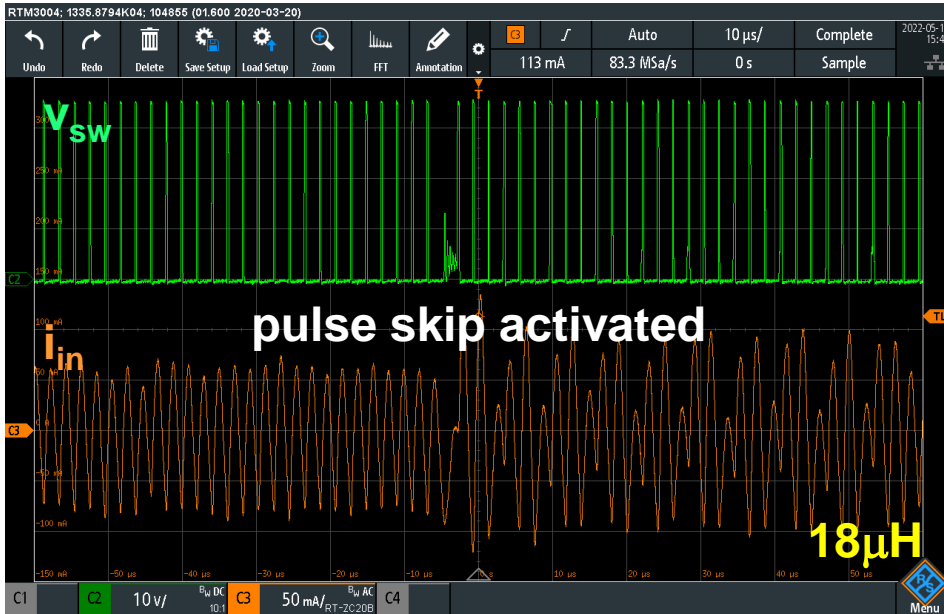 RTM3004; 1335.8794K04; 104855 (01.600 2020-03-20)
Undo Redo Delete Save Setup Load Setup Zoom FFT Annotation
C3 Auto 10 µs/ Complete
113 mA 83.3 MSa/s 0 s Sample
2022-05-1
15:4
T
Vsw
300 mA
250 mA
200 mA
150 mA
C2
100 mA
pulse skip activated
TL
iin
50 mA
C3
0 A
-50 mA
-100 mA
18µH
-150 mA -50 µs -40 µs -30 µs -20 µs -10 µs 0 s 10 µs 20 µs 30 µs 40 µs 50 µs
C1 C2 10 V/ BW DC 10:1 C3 50 mA/ BW AC RT-ZC20B C4
R&S
Menu